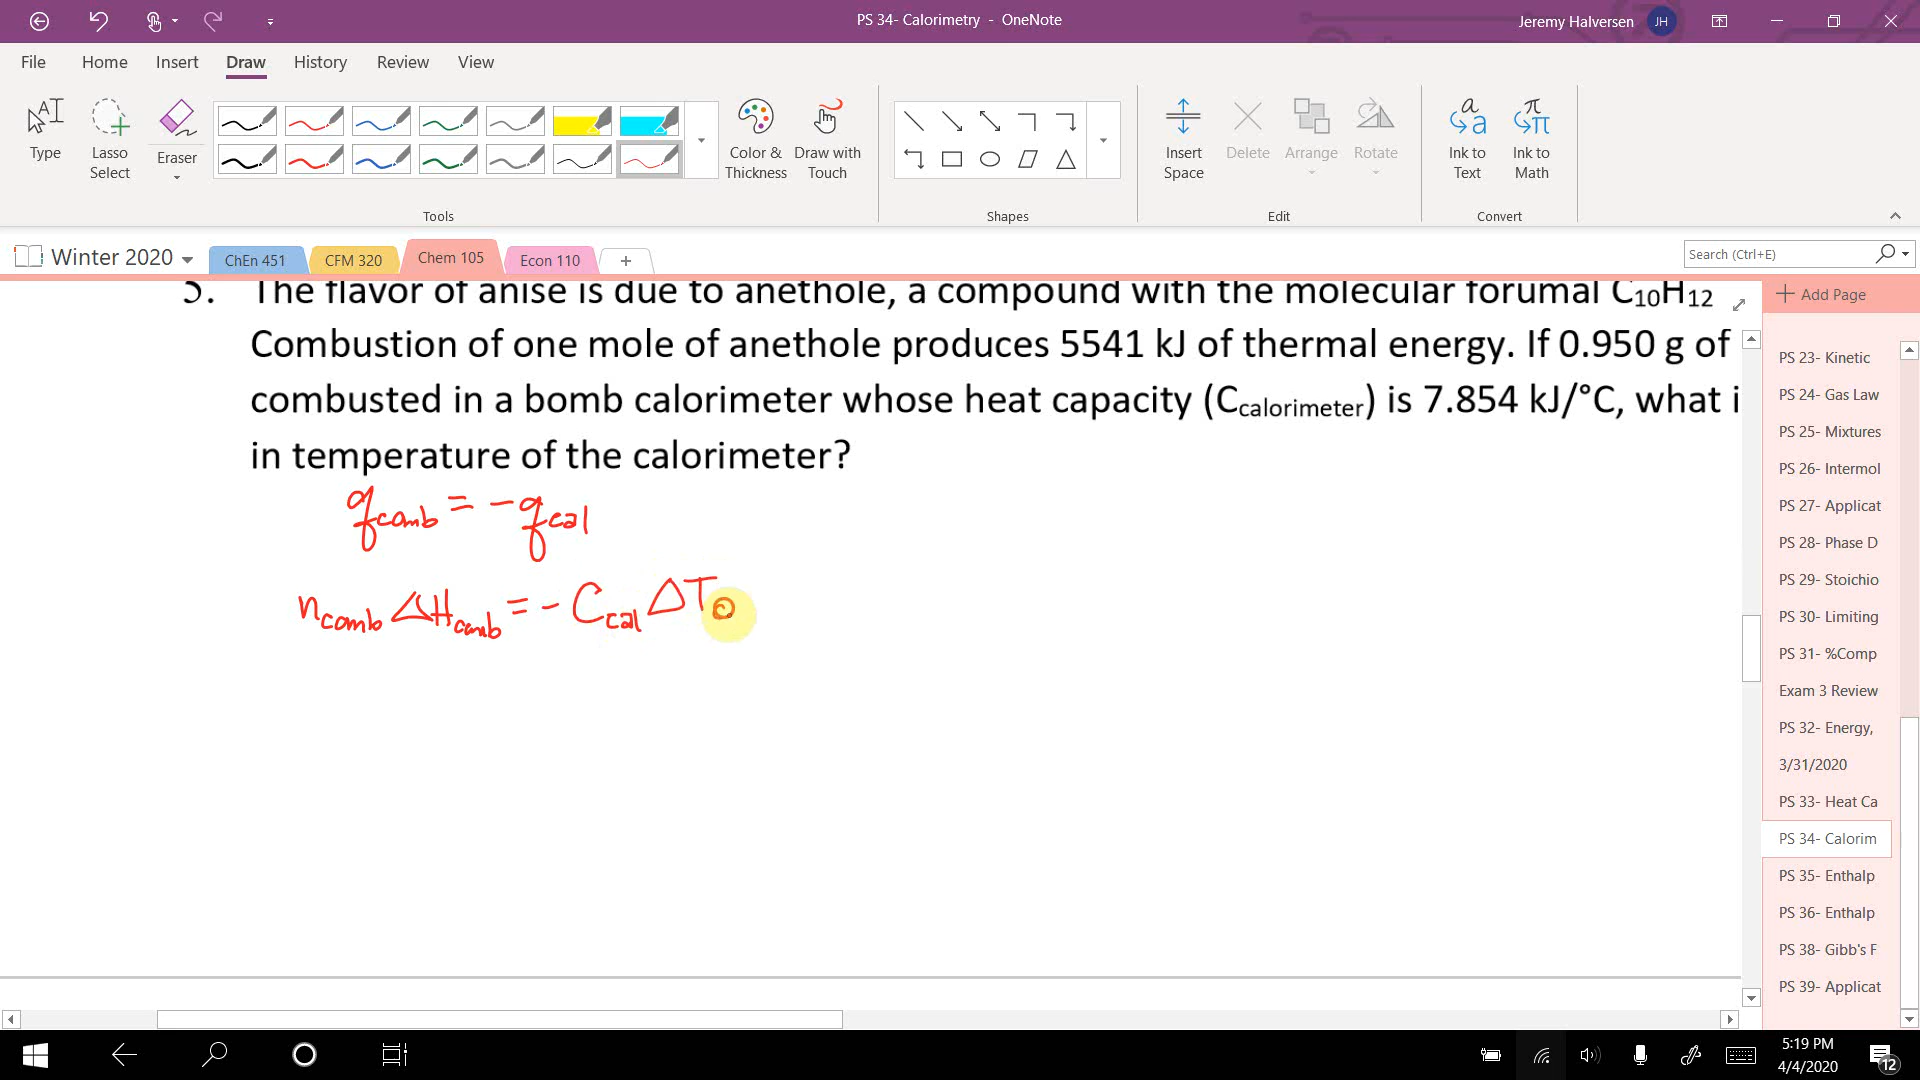 PS 34- Calorimetry - OneNote
Jeremy Halversen JH
File Home Insert Draw History Review View
Type
Lasso Select
Eraser
Color & Thickness
Draw with Touch
Insert Space
Delete
Arrange
Rotate
a
a
Ink to Text
π
π
Ink to Math
Tools Shapes Edit Convert
Winter 2020 ChEn 451 CFM 320 Chem 105 Econ 110 +
Search (Ctrl+E)
5. The flavor of anise is due to anethole, a compound with the molecular forumal C10H12
Combustion of one mole of anethole produces 5541 kJ of thermal energy. If 0.950 g of
combusted in a bomb calorimeter whose heat capacity (Ccalorimeter) is 7.854 kJ/°C, what i
in temperature of the calorimeter?
qcomb = -qcal
ncomb ΔHcomb = - Ccal ΔT
Add Page
PS 23- Kinetic
PS 24- Gas Law
PS 25- Mixtures
PS 26- Intermol
PS 27- Applicat
PS 28- Phase D
PS 29- Stoichio
PS 30- Limiting
PS 31- %Comp
Exam 3 Review
PS 32- Energy,
3/31/2020
PS 33- Heat Ca
PS 34- Calorim
PS 35- Enthalp
PS 36- Enthalp
PS 38- Gibb's F
PS 39- Applicat
5:19 PM
4/4/2020
12